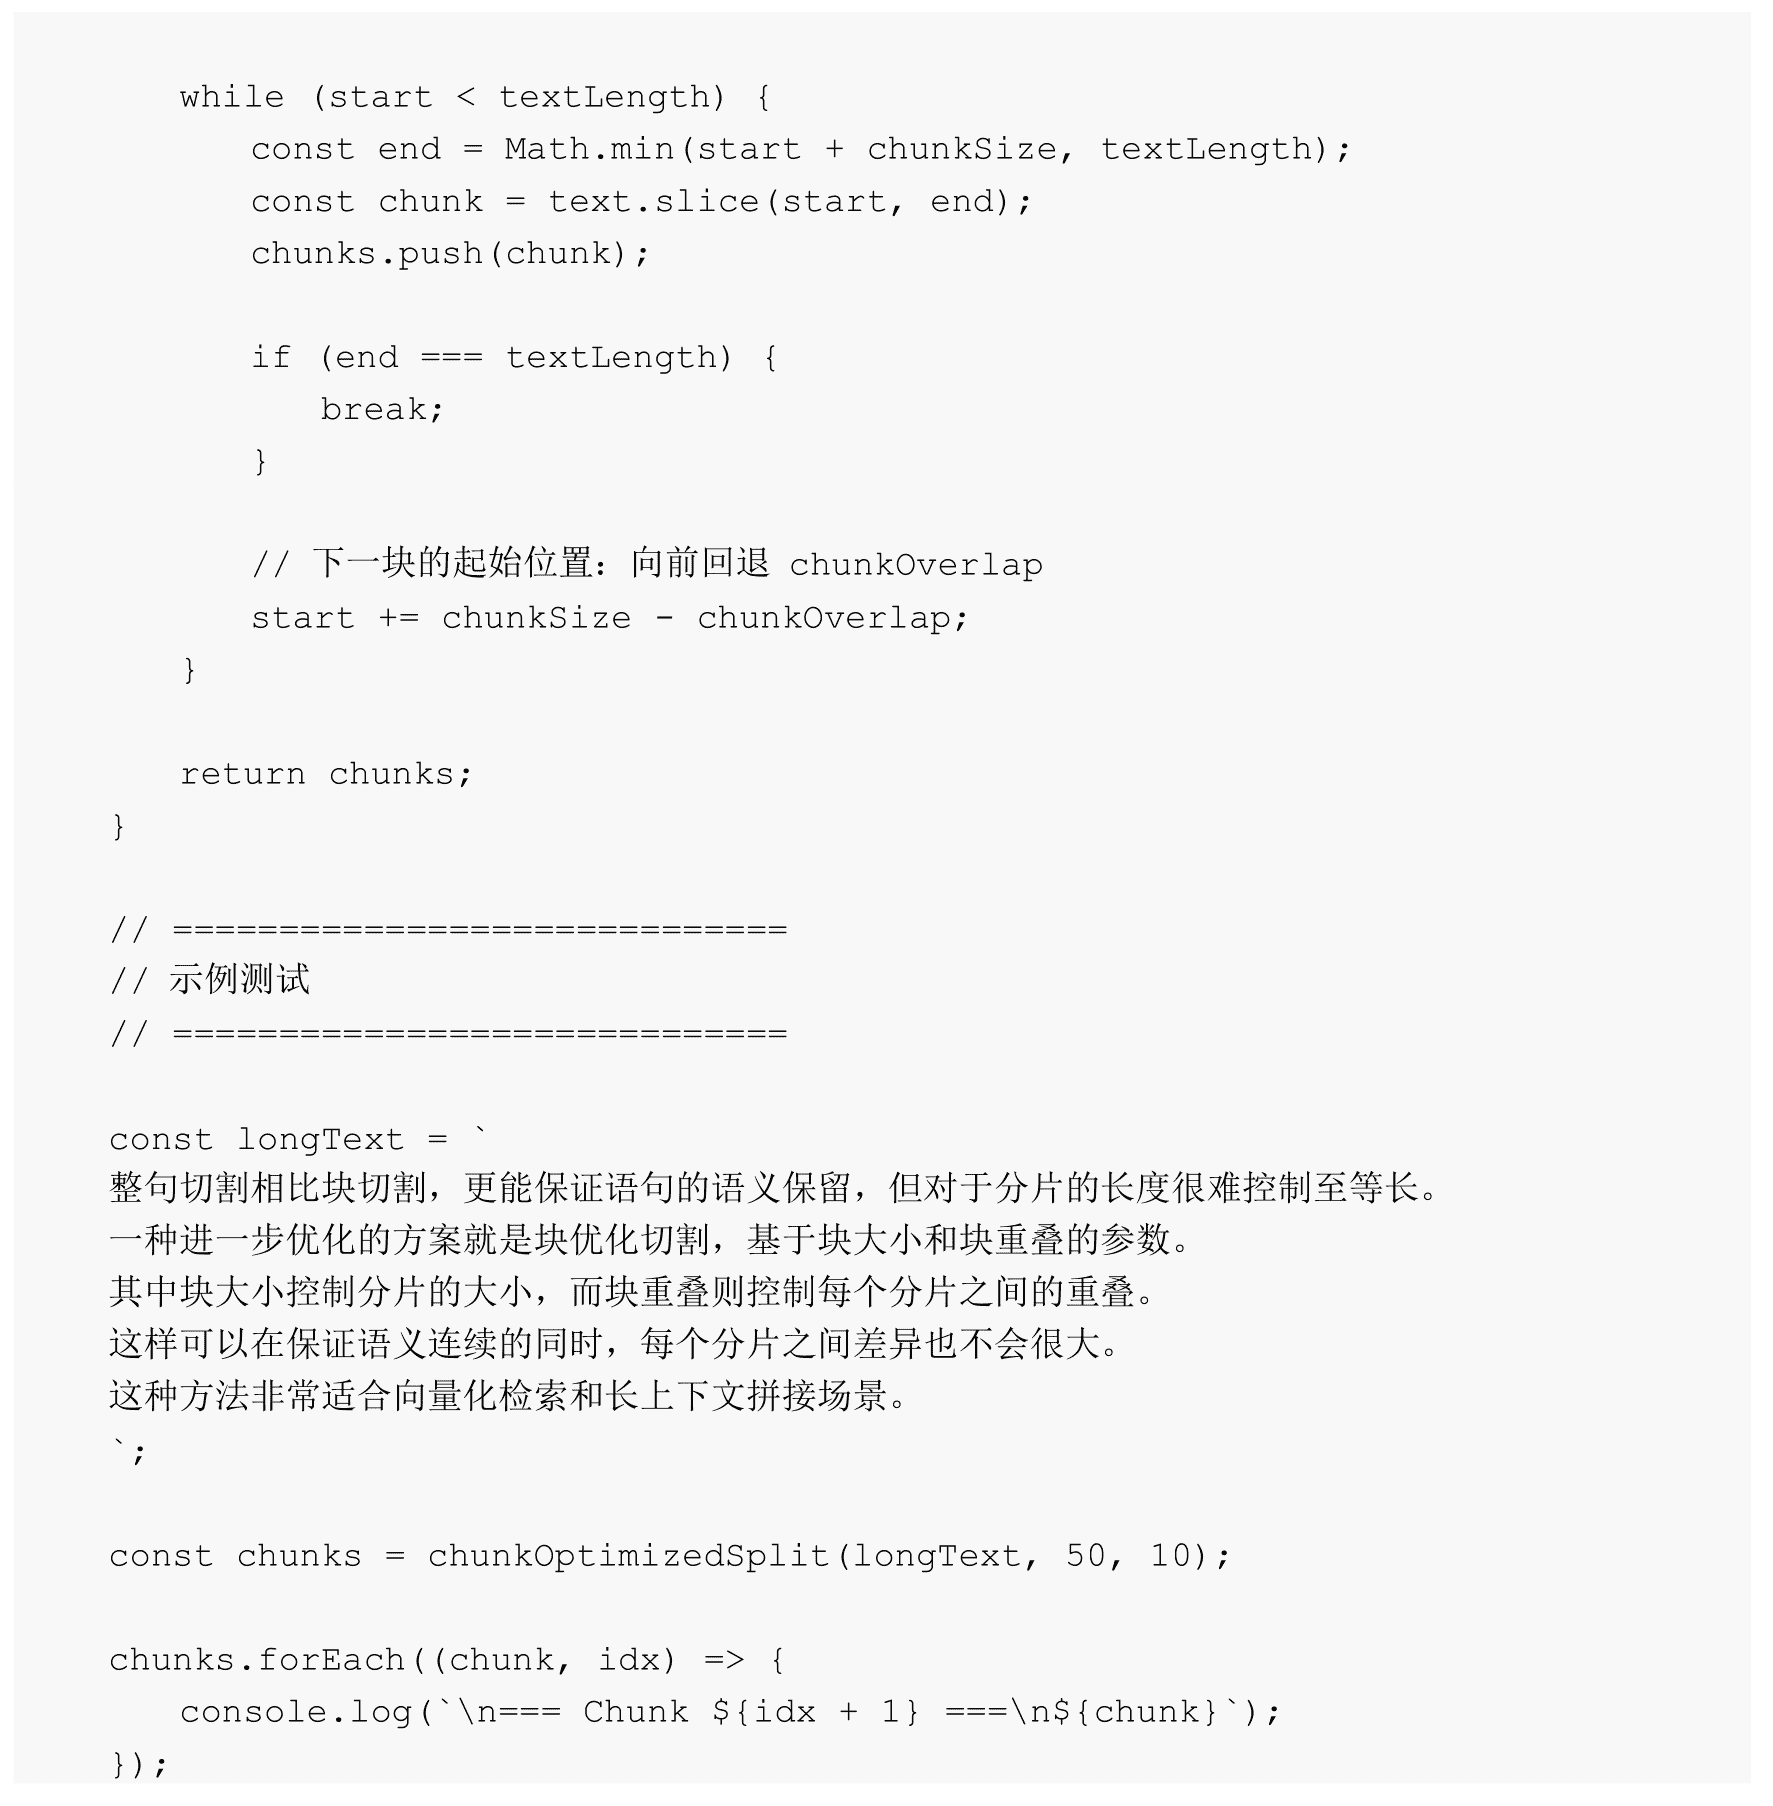 while (start < textLength) {
const end = Math.min(start + chunkSize, textLength);
const chunk = text.slice(start, end);
chunks.push(chunk);
if (end === textLength) {
break;
}
// 下一块的起始位置：向前回退 chunkOverlap
start += chunkSize - chunkOverlap;
}
return chunks;
}
// =============================
// 示例测试
// =============================
const longText = `
整句切割相比块切割，更能保证语句的语义保留，但对于分片的长度很难控制至等长。
一种进一步优化的方案就是块优化切割，基于块大小和块重叠的参数。
其中块大小控制分片的大小，而块重叠则控制每个分片之间的重叠。
这样可以在保证语义连续的同时，每个分片之间差异也不会很大。
这种方法非常适合向量化检索和长上下文拼接场景。
`;
const chunks = chunkOptimizedSplit(longText, 50, 10);
chunks.forEach((chunk, idx) => {
console.log(`\n=== Chunk ${idx + 1} ===\n${chunk}`);
});